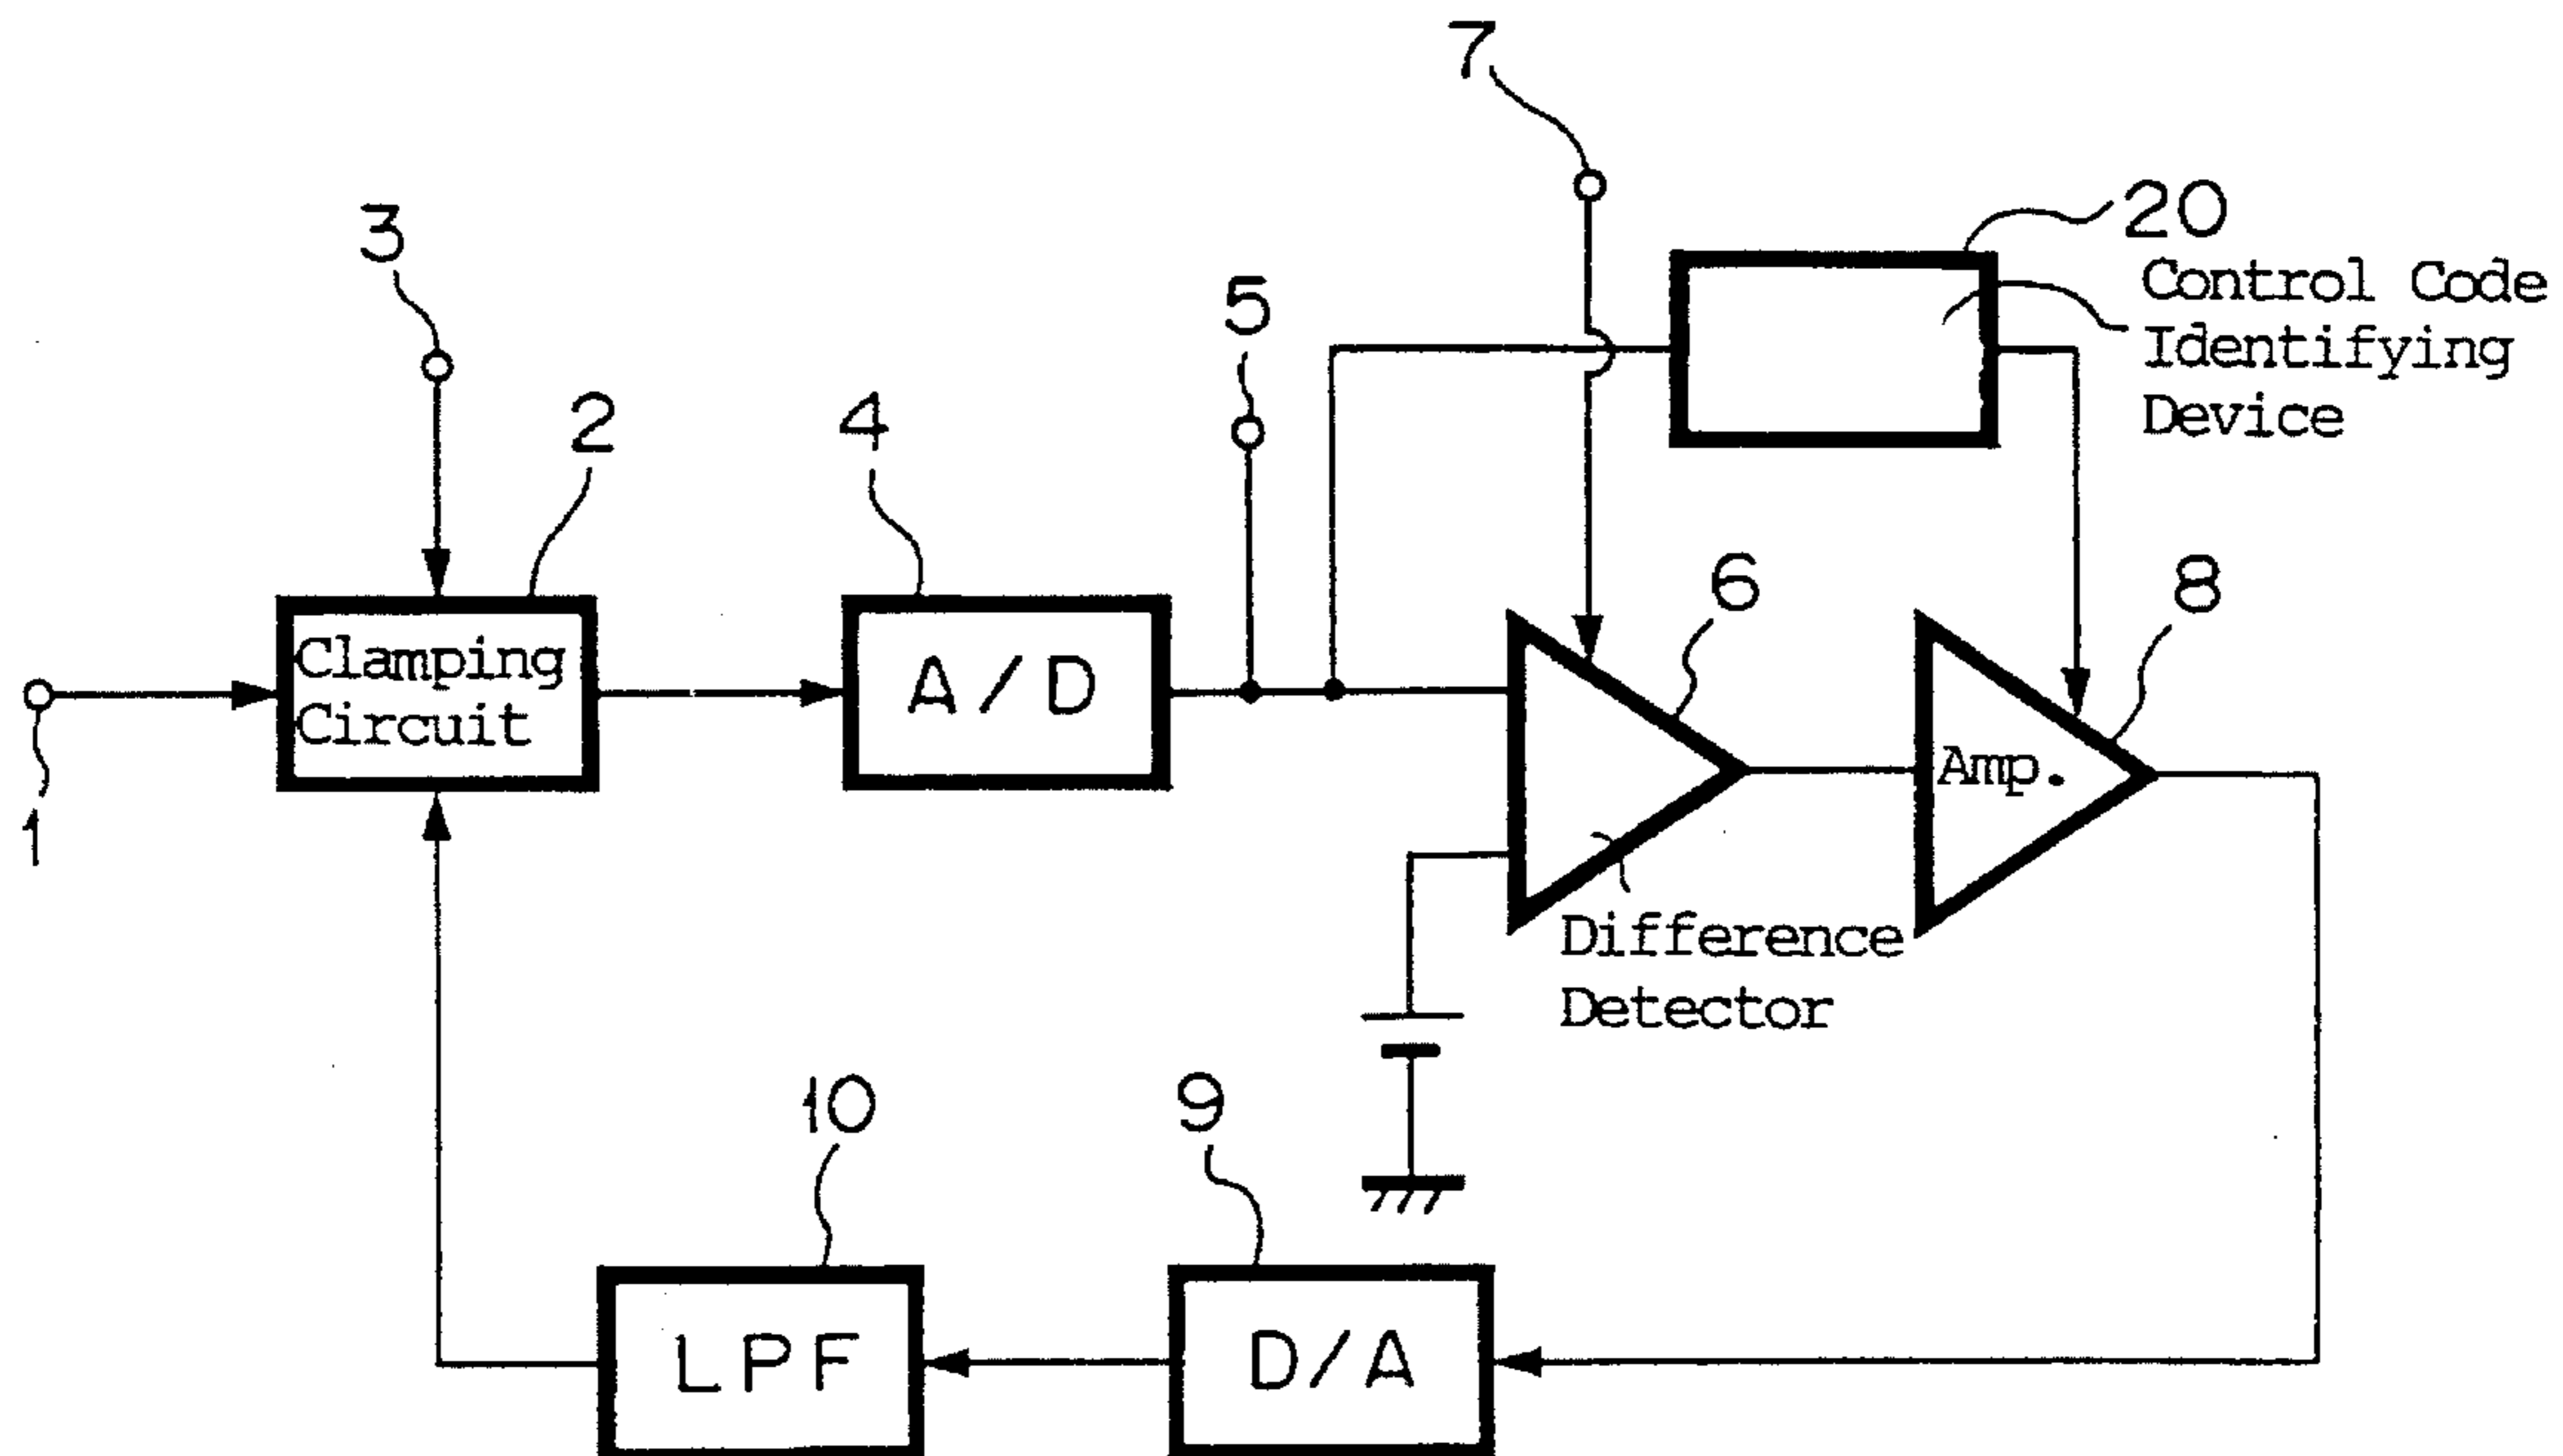 7
20
Control Code
Identifying
Device
3
5
2
4
6
8
Clamping
Circuit
A/D
Amp.
1
Difference
Detector
10
9
LPF
D/A